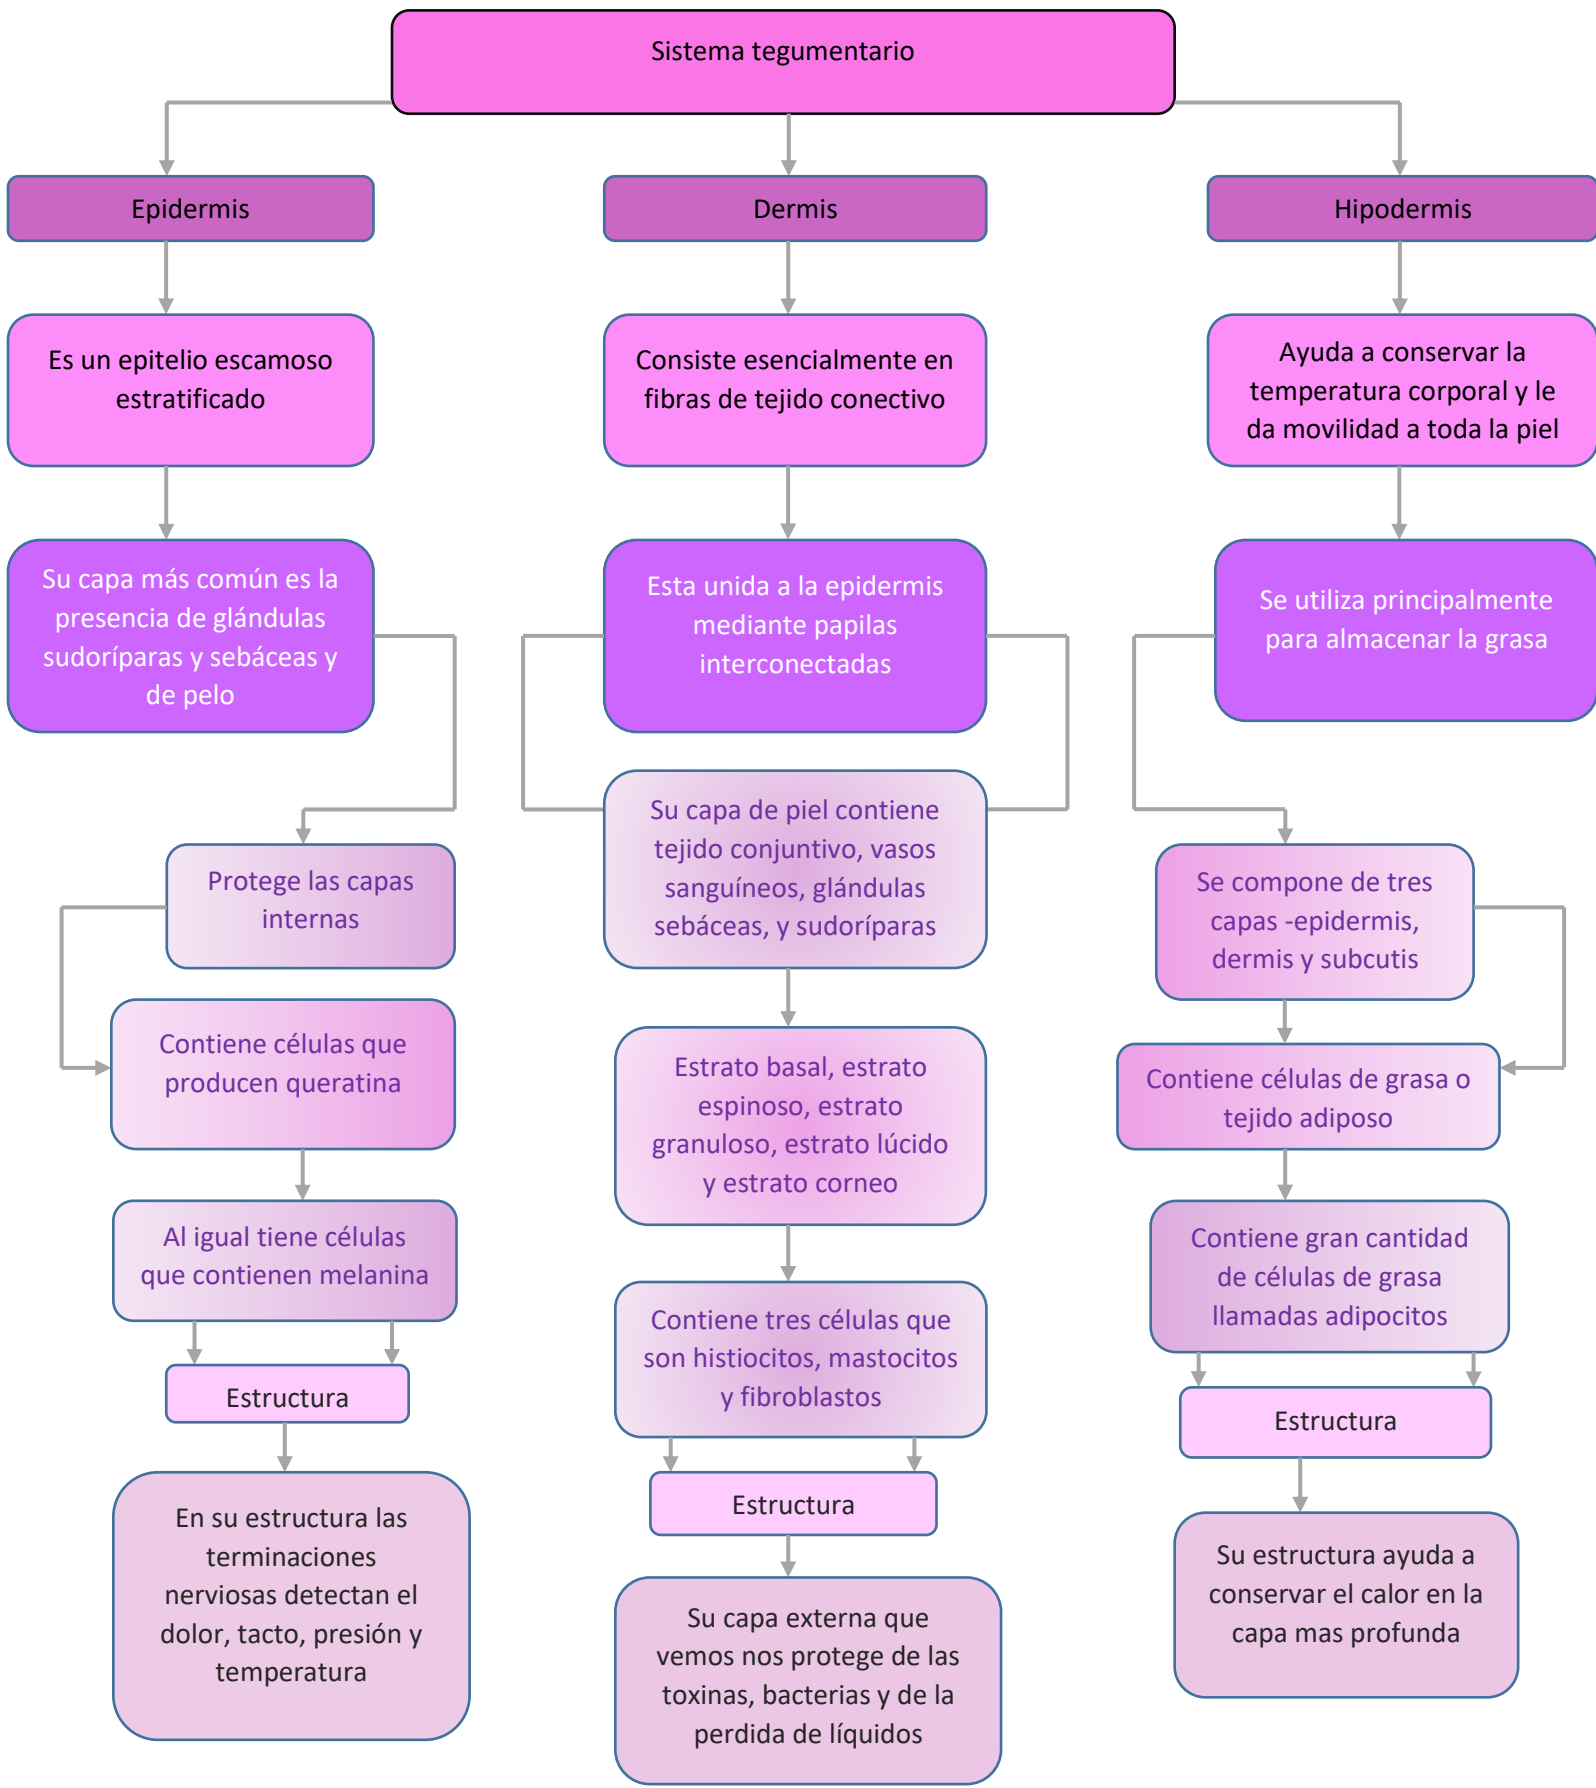 Sistema tegumentario
Epidermis
Es un epitelio escamoso
estratificado
Su capa más común es la
presencia de glándulas
sudoríparas y sebáceas y
de pelo
Protege las capas
internas
Contiene células que
producen queratina
Al igual tiene células
que contienen melanina
Estructura
En su estructura las
terminaciones
nerviosas detectan el
dolor, tacto, presión y
temperatura
Dermis
Consiste esencialmente en
fibras de tejido conectivo
Esta unida a la epidermis
mediante papilas
interconectadas
Su capa de piel contiene
tejido conjuntivo, vasos
sanguíneos, glándulas
sebáceas, y sudoríparas
Estrato basal, estrato
espinoso, estrato
granuloso, estrato lúcido
y estrato corneo
Contiene tres células que
son histiocitos, mastocitos
y fibroblastos
Estructura
Su capa externa que
vemos nos protege de las
toxinas, bacterias y de la
perdida de líquidos
Hipodermis
Ayuda a conservar la
temperatura corporal y le
da movilidad a toda la piel
Se utiliza principalmente
para almacenar la grasa
Se compone de tres
capas -epidermis,
dermis y subcutis
Contiene células de grasa o
tejido adiposo
Contiene gran cantidad
de células de grasa
llamadas adipocitos
Estructura
Su estructura ayuda a
conservar el calor en la
capa mas profunda